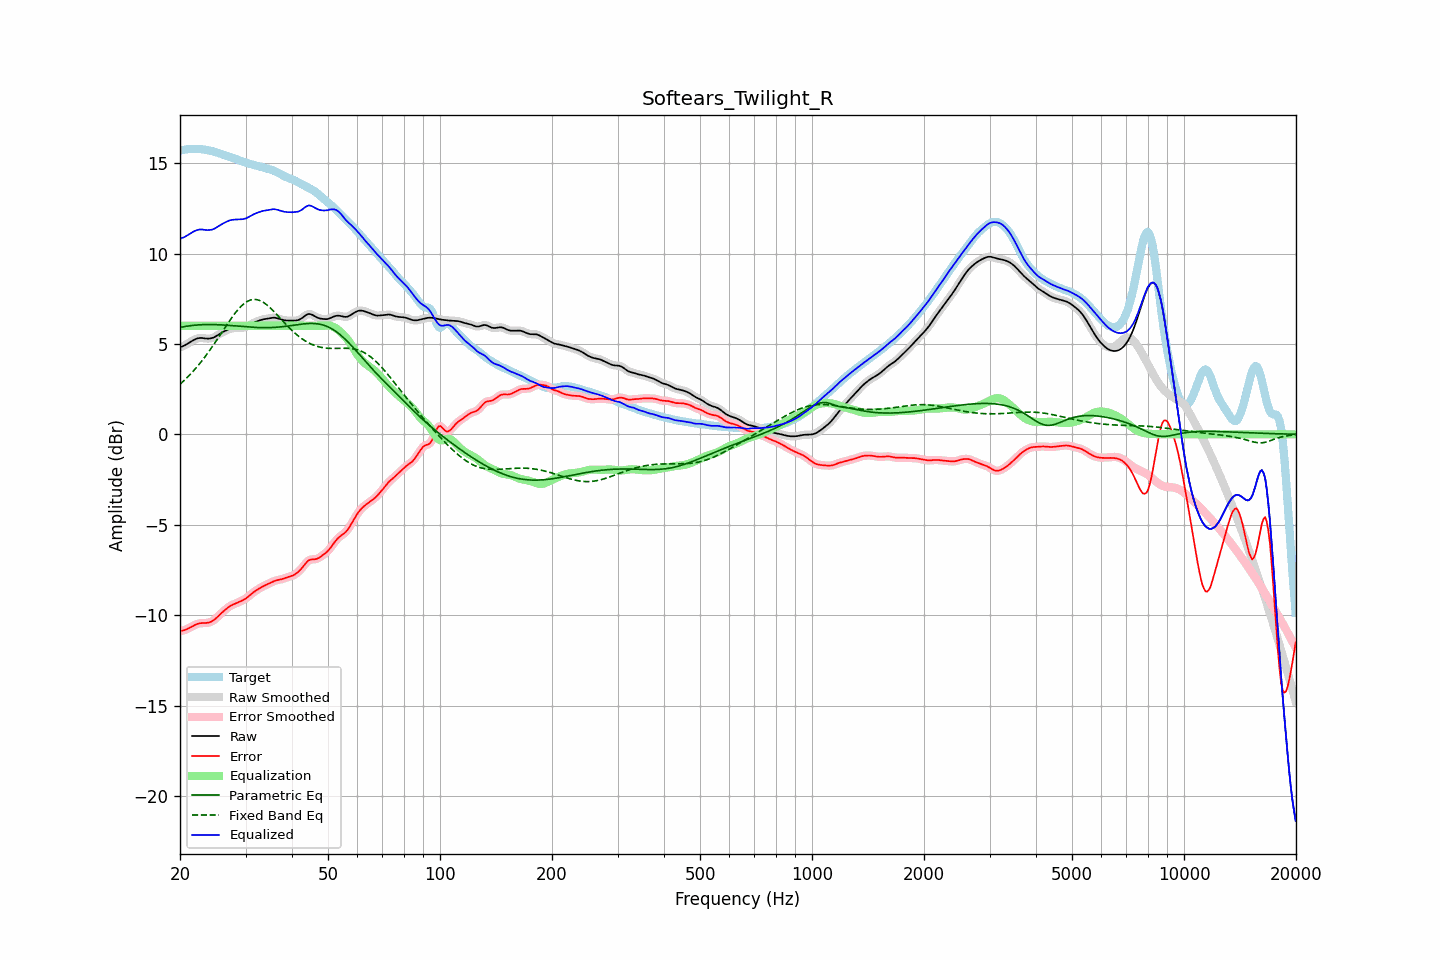 Softears_Twilight_R
Amplitude (dBr)
15
10
5
0
−5
−10
−15
−20
Target
Raw Smoothed
Error Smoothed
Raw
Error
Equalization
Parametric Eq
Fixed Band Eq
Equalized
20 50 100 200 500 1000 2000 5000 10000 20000
Frequency (Hz)